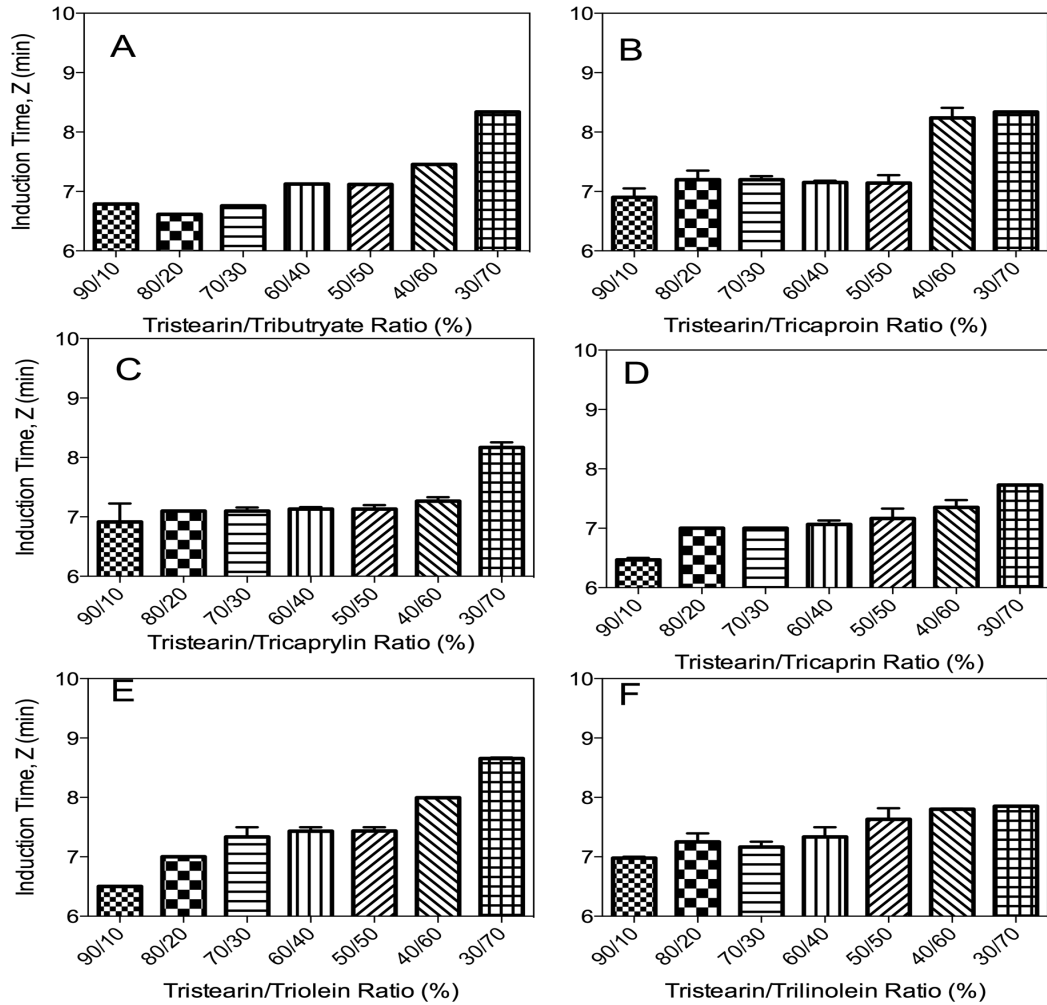 A
Induction Time, Z (min)
10
9
8
7
6
90/10 80/20 70/30 60/40 50/50 40/60 30/70
Tristearin/Tributryate Ratio (%)
B
10
9
8
7
6
90/10 80/20 70/30 60/40 50/50 40/60 30/70
Tristearin/Tricaproin Ratio (%)
C
Induction Time, Z (min)
10
9
8
7
6
90/10 80/20 70/30 60/40 50/50 40/60 30/70
Tristearin/Tricaprylin Ratio (%)
D
10
9
8
7
6
90/10 80/20 70/30 60/40 50/50 40/60 30/70
Tristearin/Tricaprin Ratio (%)
E
Induction Time, Z (min)
10
9
8
7
6
90/10 80/20 70/30 60/40 50/50 40/60 30/70
Tristearin/Triolein Ratio (%)
F
10
9
8
7
6
90/10 80/20 70/30 60/40 50/50 40/60 30/70
Tristearin/Trilinolein Ratio (%)